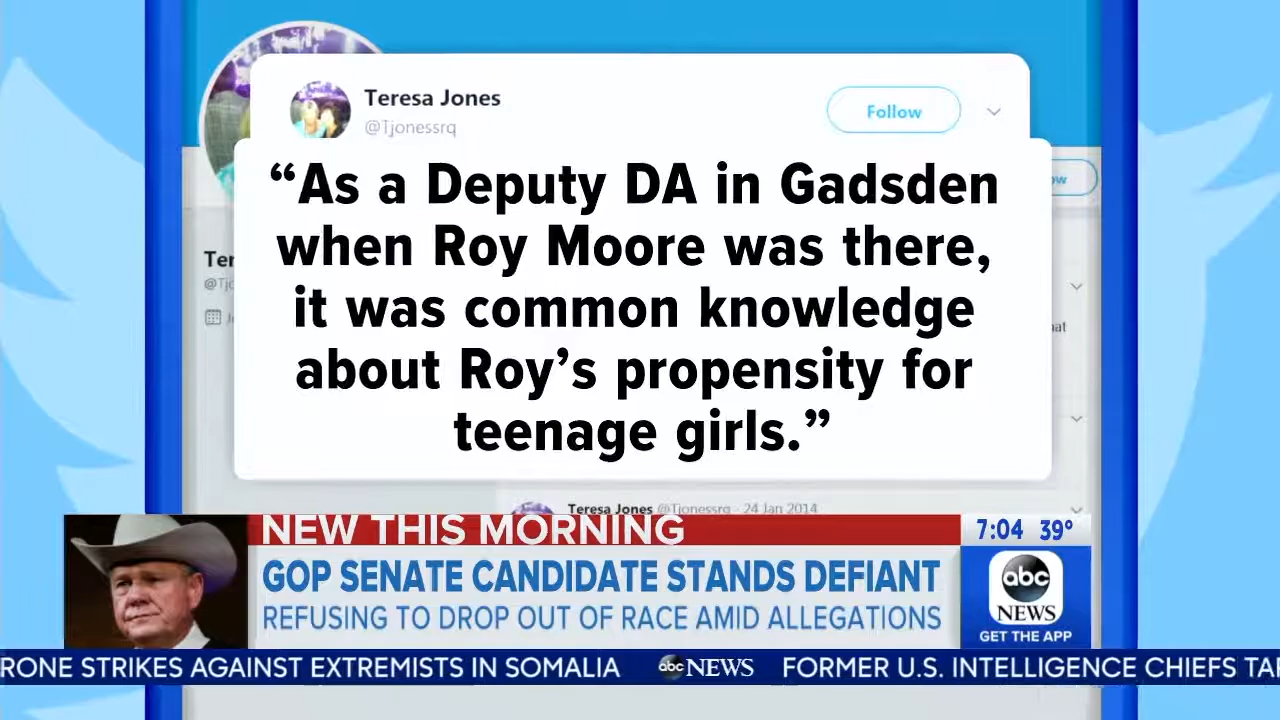 Teresa Jones
@Tjonessrq
Follow
“As a Deputy DA in Gadsden
when Roy Moore was there,
it was common knowledge
about Roy’s propensity for
teenage girls.”
Teresa Jones @Tjonessrq · 24 Jan 2014
NEW THIS MORNING
GOP SENATE CANDIDATE STANDS DEFIANT
REFUSING TO DROP OUT OF RACE AMID ALLEGATIONS
7:04 39°
abc
NEWS
GET THE APP
RONE STRIKES AGAINST EXTREMISTS IN SOMALIA abc NEWS FORMER U.S. INTELLIGENCE CHIEFS